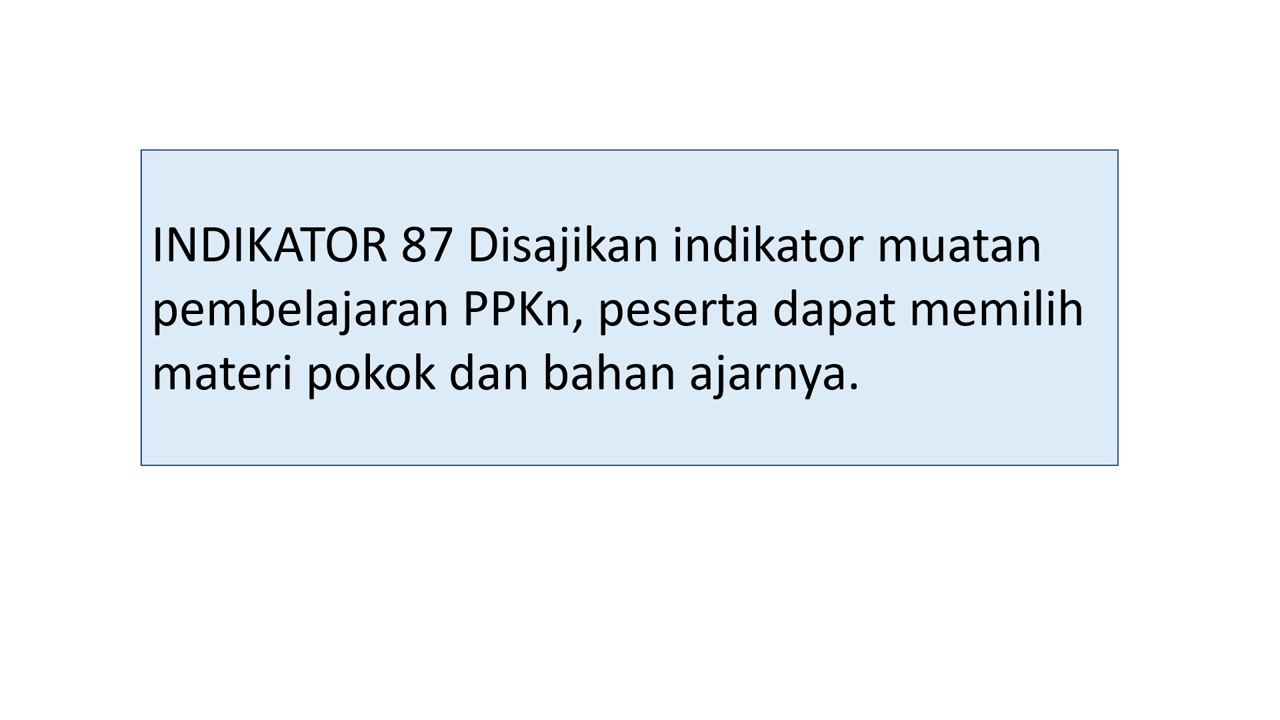 INDIKATOR 87 Disajikan indikator muatan
pembelajaran PPKn, peserta dapat memilih
materi pokok dan bahan ajarnya.